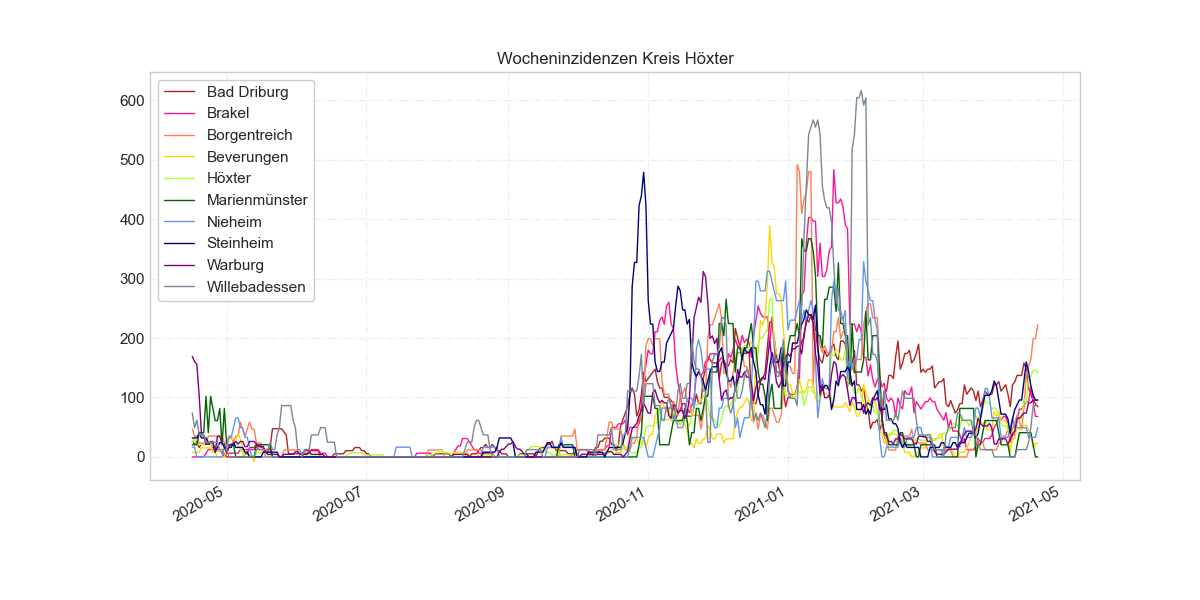 Wocheninzidenzen Kreis Höxter
600
500
400
300
200
100
0
Bad Driburg
Brakel
Borgentreich
Beverungen
Höxter
Marienmünster
Nieheim
Steinheim
Warburg
Willebadessen
2020-05
2020-07
2020-09
2020-11
2021-01
2021-03
2021-05